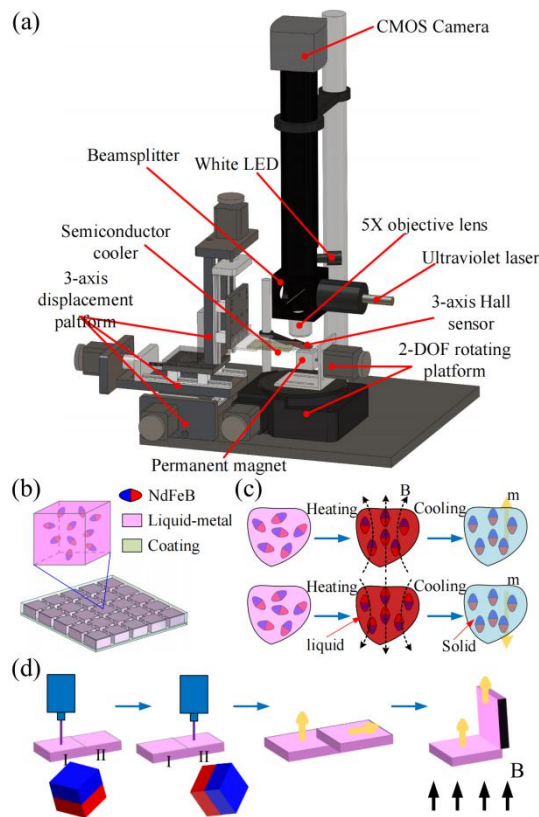 (a)
CMOS Camera
Beamsplitter
White LED
Semiconductor
cooler
5X objective lens
Ultraviolet laser
3-axis
displacement
paltform
3-axis Hall
sensor
2-DOF rotating
platform
Permanent magnet
(b)
NdFeB
Liquid-metal
Coating
(c)
Heating
B
Cooling
m
Heating
Cooling
m
liquid
Solid
(d)
I
II
I
II
B